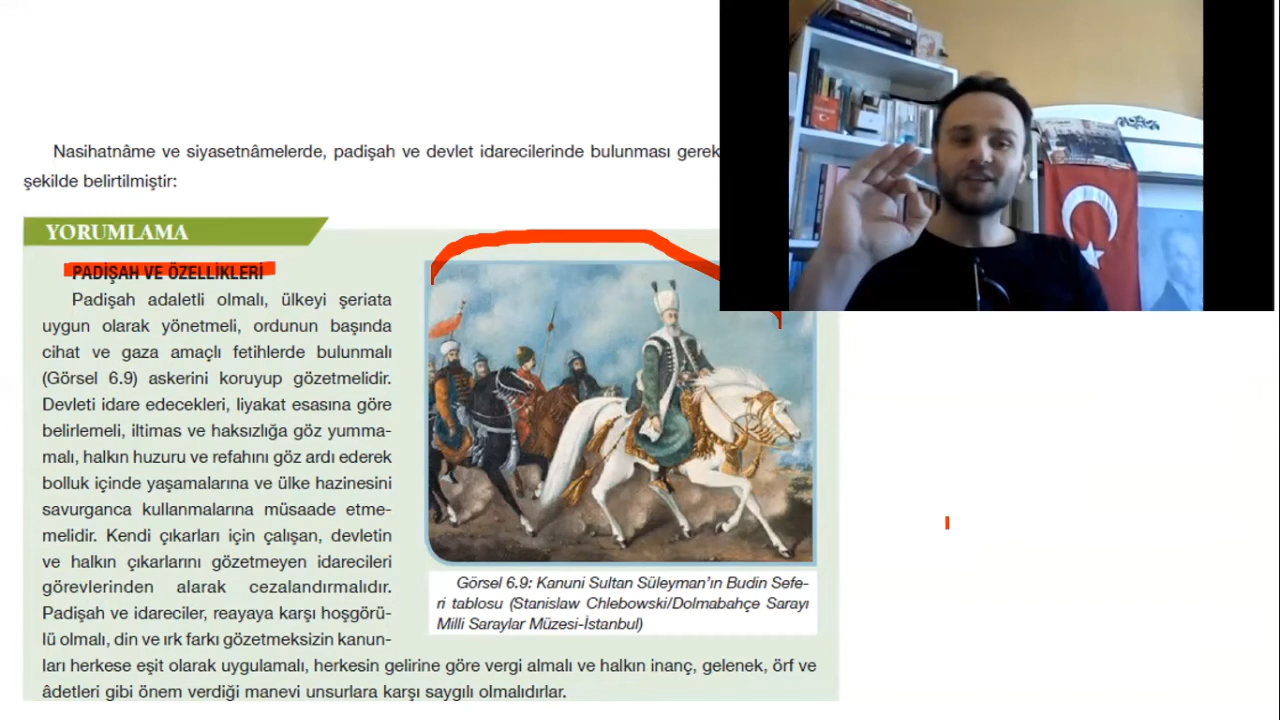 Nasihatnâme ve siyasetnâmelerde, padişah ve devlet idarecilerinde bulunması gerek
şekilde belirtilmiştir:
YORUMLAMA
PADİŞAH VE ÖZELLİKLERİ
Padişah adaletli olmalı, ülkeyi şeriata
uygun olarak yönetmeli, ordunun başında
cihat ve gaza amaçlı fetihlerde bulunmalı
(Görsel 6.9) askerini koruyup gözetmelidir.
Devleti idare edecekleri, liyakat esasına göre
belirlemeli, iltimas ve haksızlığa göz yumma-
malı, halkın huzuru ve refahını göz ardı ederek
bolluk içinde yaşamalarına ve ülke hazinesini
savurganca kullanmalarına müsaade etme-
melidir. Kendi çıkarları için çalışan, devletin
ve halkın çıkarlarını gözetmeyen idarecileri
görevlerinden alarak cezalandırmalıdır.
Padişah ve idareciler, reayaya karşı hoşgörü-
lü olmalı, din ve ırk farkı gözetmeksizin kanun-
ları herkese eşit olarak uygulamalı, herkesin gelirine göre vergi almalı ve halkın inanç, gelenek, örf ve
âdetleri gibi önem verdiği manevi unsurlara karşı saygılı olmalıdırlar.
Görsel 6.9: Kanuni Sultan Süleyman’ın Budin Sefe-
ri tablosu (Stanislaw Chlebowski/Dolmabahçe Sarayı
Milli Saraylar Müzesi-İstanbul)